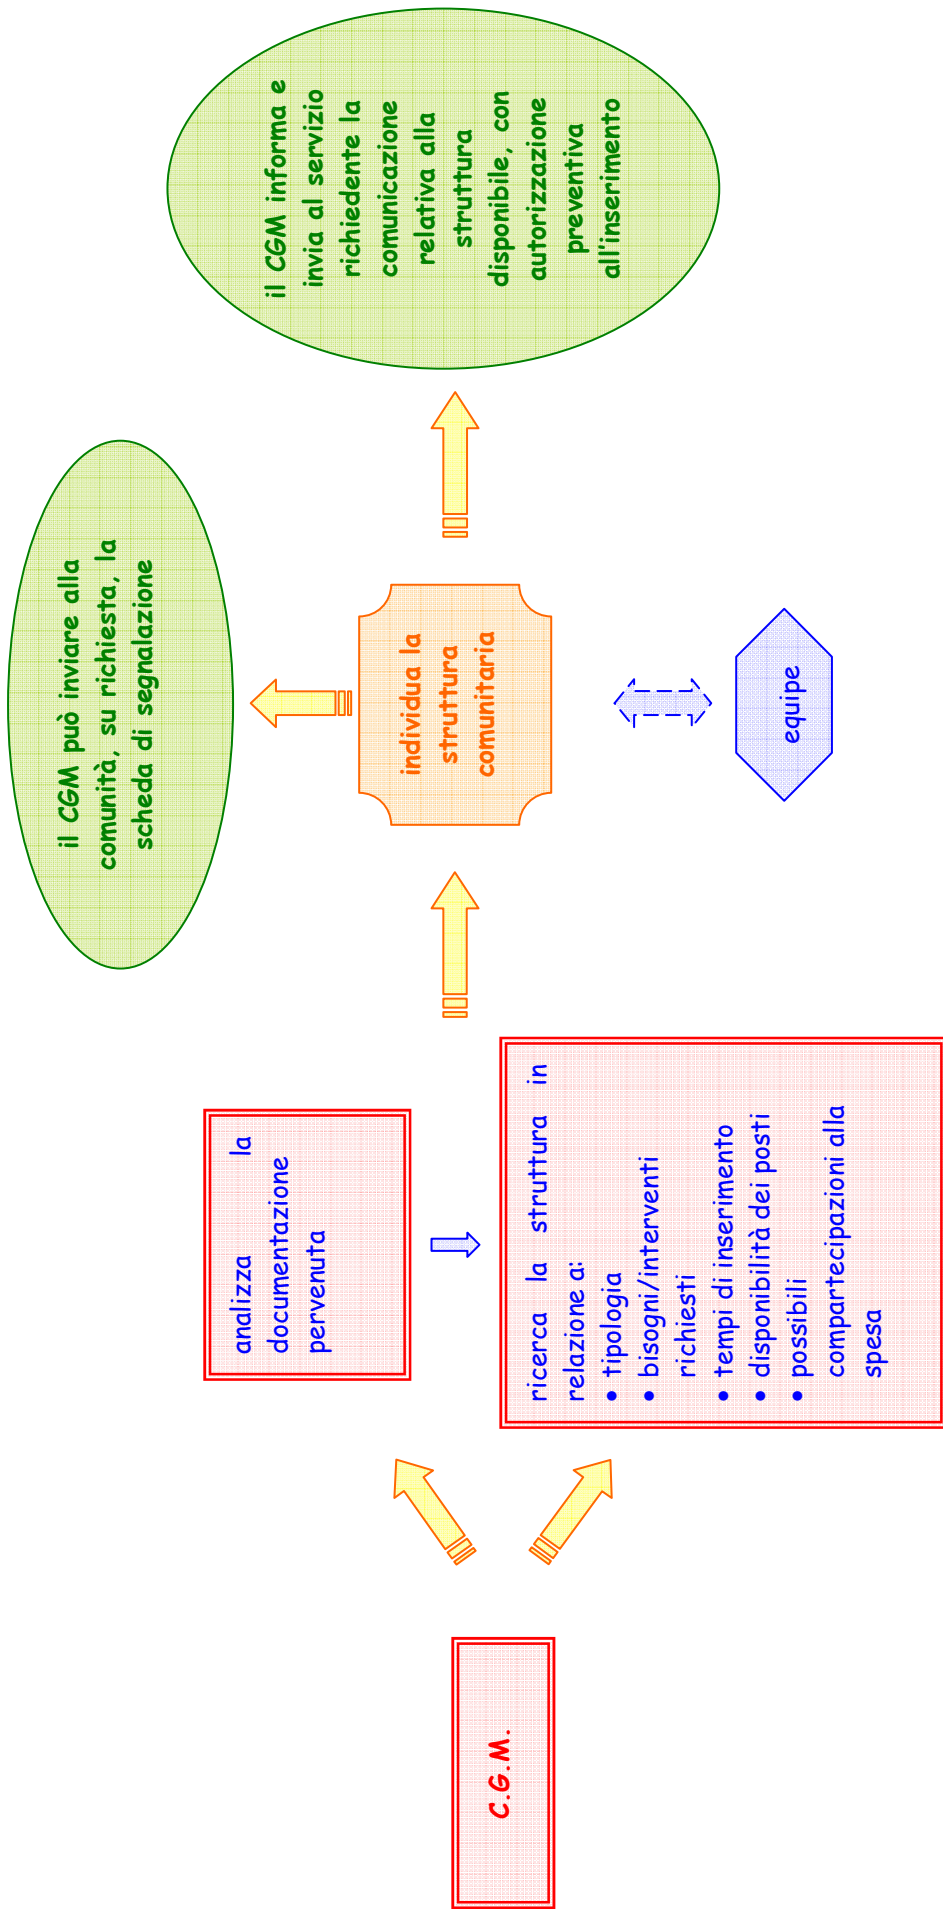 C.G.M.
analizza la
documentazione
pervenuta
ricerca la struttura in
relazione a:
• tipologia
• bisogni/interventi
richiesti
• tempi di inserimento
• disponibilità dei posti
• possibili
compartecipazioni alla
spesa
il CGM può inviare alla
comunità, su richiesta, la
scheda di segnalazione
individua la
struttura
comunitaria
equipe
il CGM informa e
invia al servizio
richiedente la
comunicazione
relativa alla
struttura
disponibile, con
autorizzazione
preventiva
all'inserimento